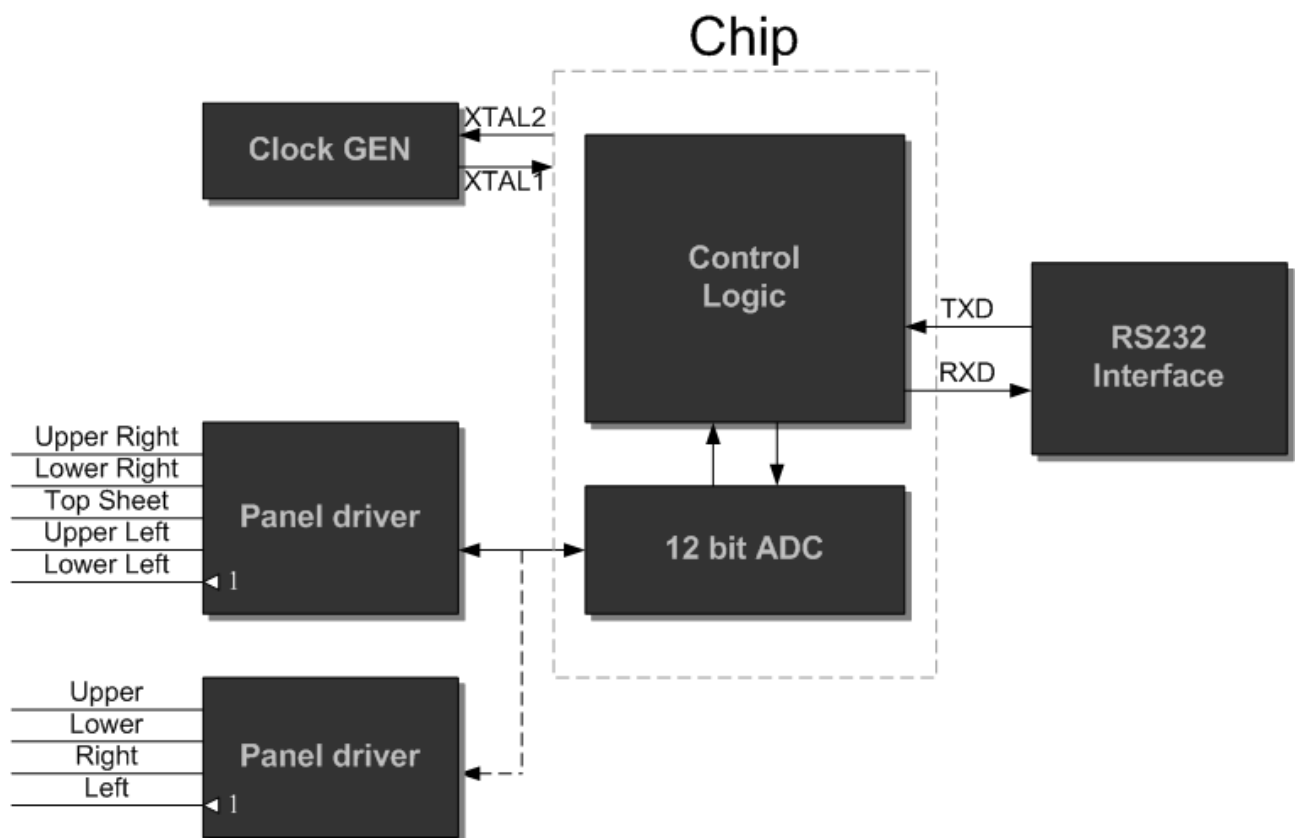 Chip
XTAL2
Clock GEN
XTAL1
Control
Logic
TXD
RS232
RXD
Interface
Upper Right
Lower Right
Top Sheet
Panel driver
Upper Left
Lower Left
1
12 bit ADC
Upper
Lower
Right
Panel driver
Left
1